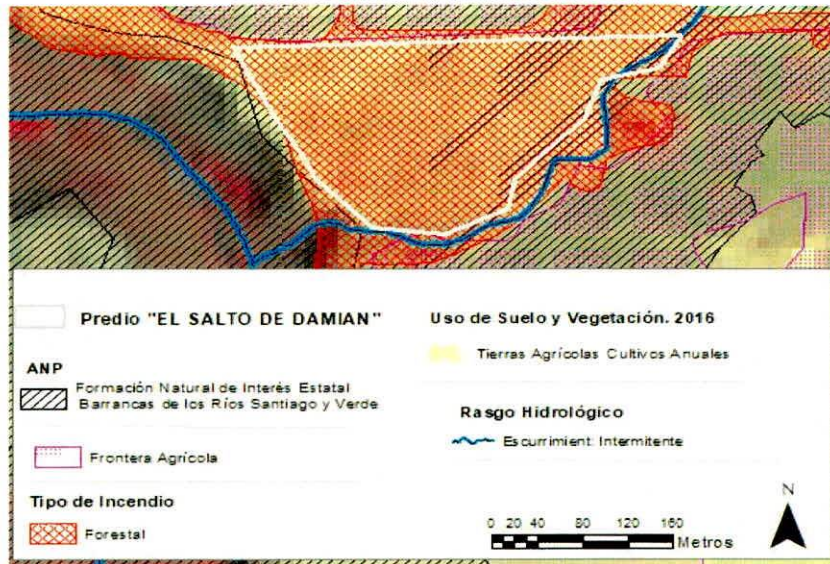 Predio "EL SALTO DE DAMIAN"
ANP
Formación Natural de Interés Estatal
Barrancas de los Ríos Santiago y Verde
Frontera Agrícola
Tipo de Incendio
Forestal
Uso de Suelo y Vegetación. 2016
Tierras Agrícolas Cultivos Anuales
Rasgo Hidrológico
Escurrimient: Intermitente
N
0 20 40 80 120 160
Metros